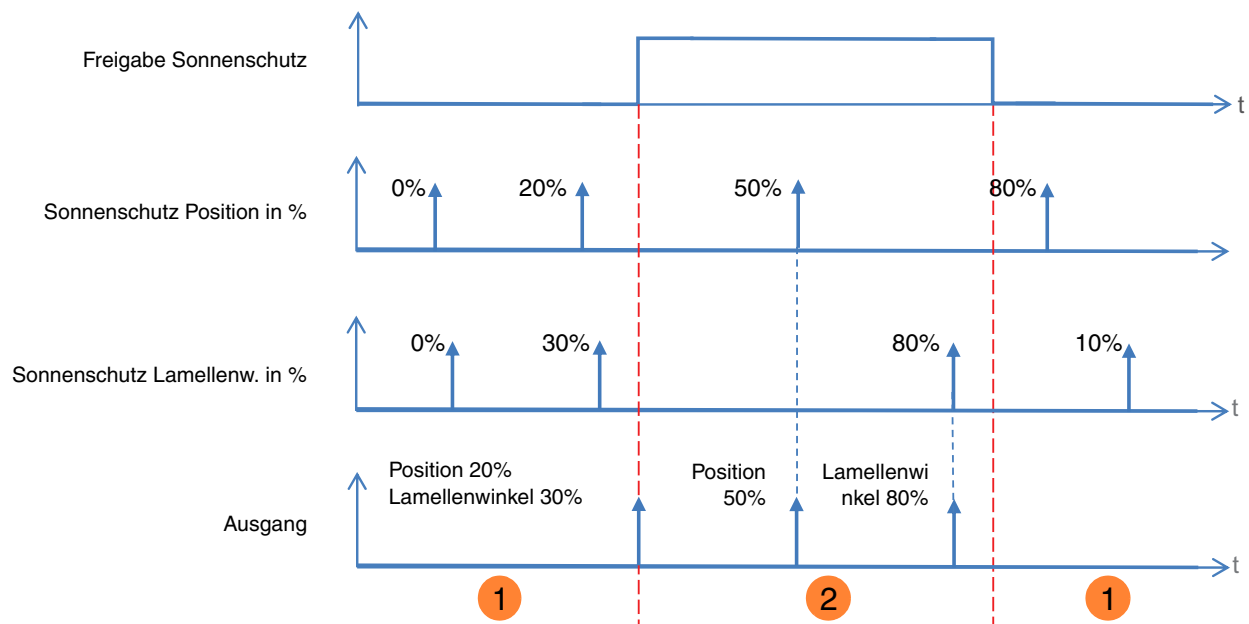 Freigabe Sonnenschutz
t
0%
20%
50%
80%
Sonnenschutz Position in %
0%
30%
80%
10%
Sonnenschutz Lamellenw. in %
t
Position 20%
Lamellenwinkel 30%
Position
50%
Lamellenwi
nkel 80%
Ausgang
t
1
2
1